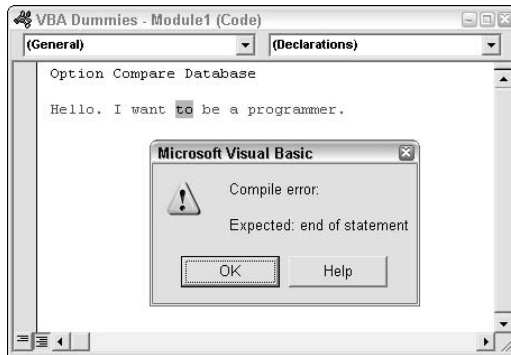 VBA Dummies - Module1 (Code)
(General) (Declarations)
Option Compare Database
Hello. I want to be a programmer.
Microsoft Visual Basic
Compile error:
Expected: end of statement
OK Help